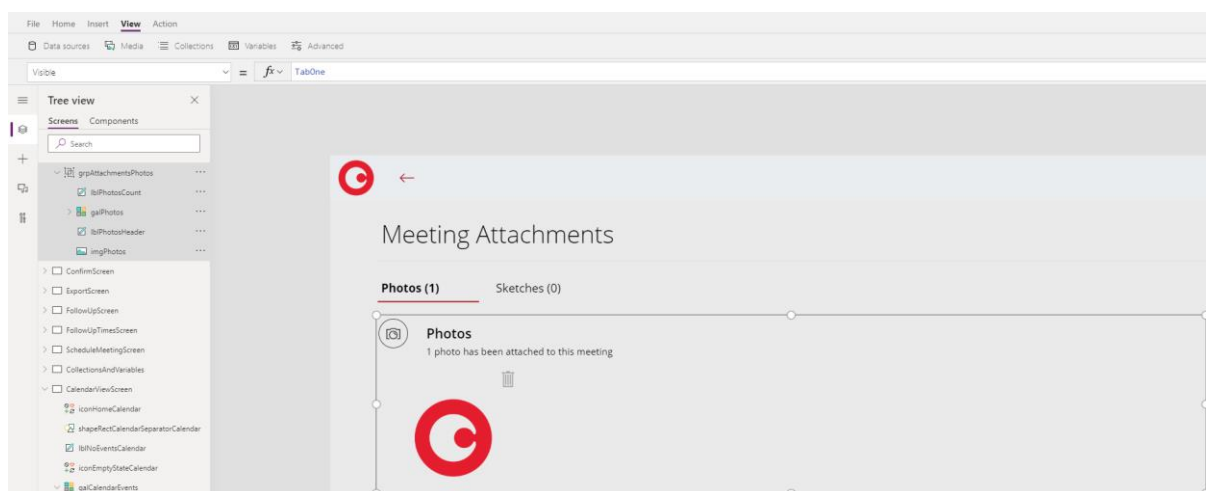 File Home Insert View Action
Data sources Media Collections Variables Advanced
Visible = fx TabOne
Tree view
Screens Components
Search
grpAttachmentsPhotos
lblPhotosCount
galPhotos
lblPhotosHeader
imgPhotos
ConfirmScreen
ExportScreen
FollowUpScreen
FollowUpTimesScreen
ScheduleMeetingScreen
CollectionsAndVariables
CalendarViewScreen
iconHomeCalendar
shapeRectCalendarSeparatorCalendar
lblNoEventsCalendar
iconEmptyStateCalendar
galCalendarEvents
Meeting Attachments
Photos (1) Sketches (0)
Photos
1 photo has been attached to this meeting